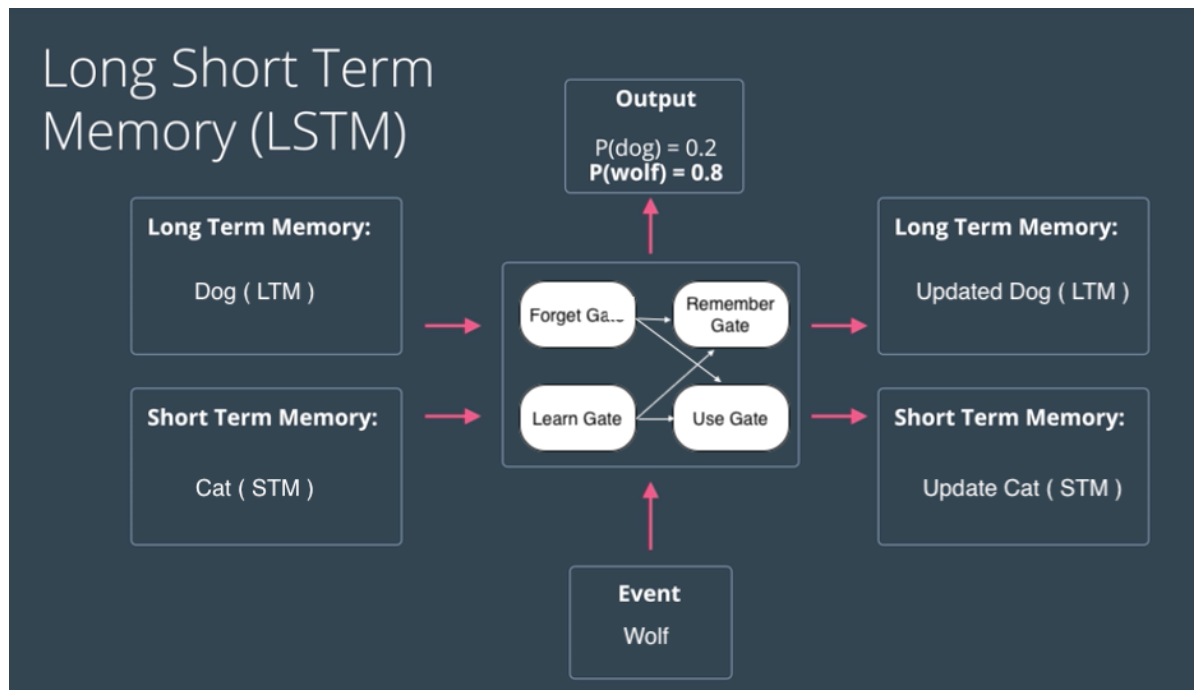 Long Short Term
Memory (LSTM)
Output
P(dog) = 0.2
P(wolf) = 0.8
Long Term Memory:
Dog ( LTM )
Short Term Memory:
Cat ( STM )
Forget
Remember
Gate
Learn Gate
Use Gate
Long Term Memory:
Updated Dog ( LTM )
Short Term Memory:
Update Cat ( STM )
Event
Wolf